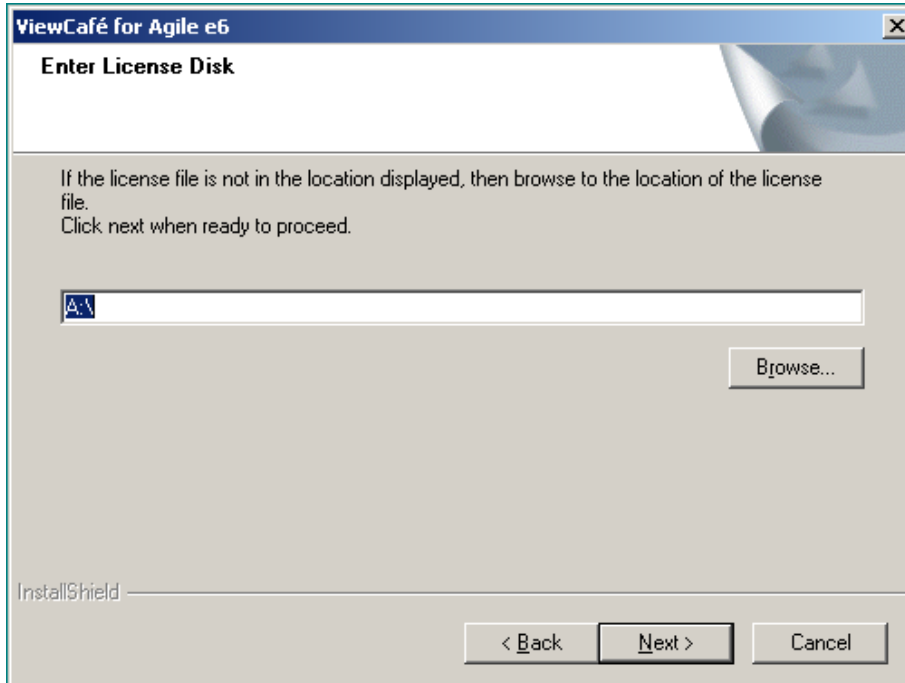 ViewCafé for Agile e6
Enter License Disk
If the license file is not in the location displayed, then browse to the location of the license
file.
Click next when ready to proceed.
A:\
Browse...
InstallShield
< Back
Next >
Cancel